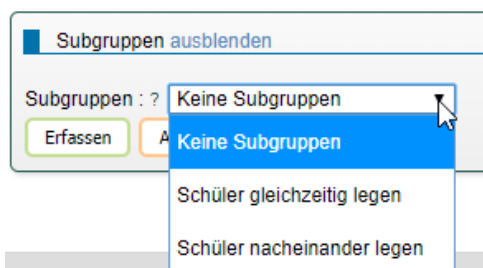 Subgruppen ausblenden
Subgruppen : ? Keine Subgruppen
Erfassen
Keine Subgruppen
Schüler gleichzeitig legen
Schüler nacheinander legen